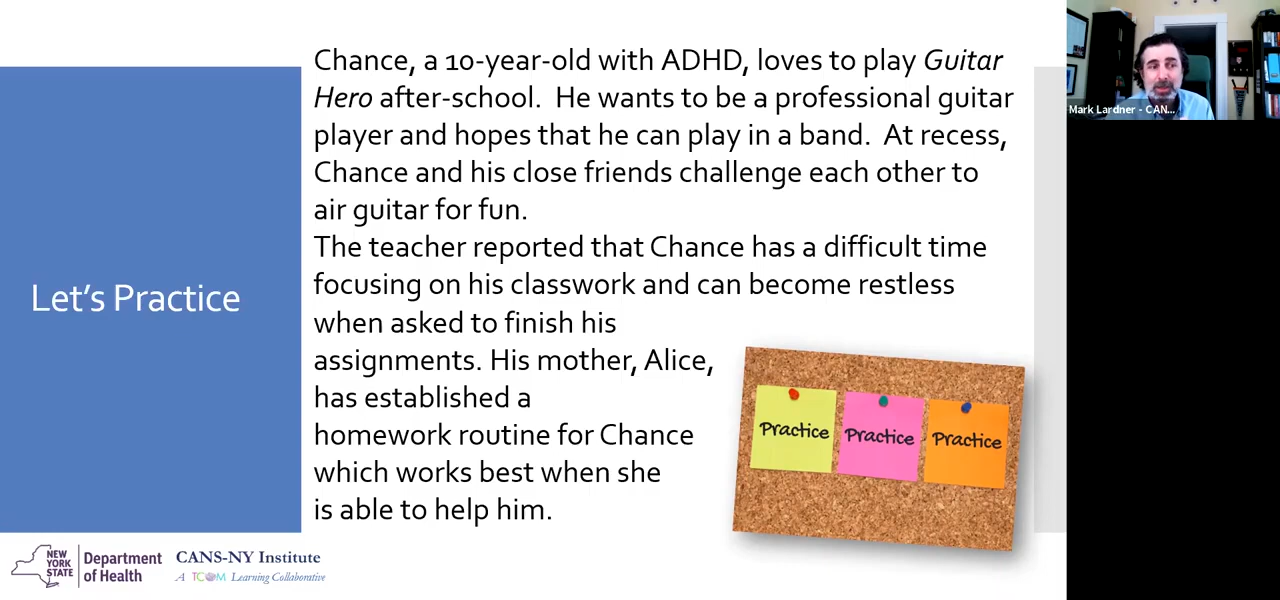 Let's Practice
Chance, a 10-year-old with ADHD, loves to play Guitar
Hero after-school. He wants to be a professional guitar
player and hopes that he can play in a band. At recess,
Chance and his close friends challenge each other to
air guitar for fun.
The teacher reported that Chance has a difficult time
focusing on his classwork and can become restless
when asked to finish his
assignments. His mother, Alice,
has established a
homework routine for Chance
which works best when she
is able to help him.
Practice
Practice
Practice
NEW
YORK
STATE
Department
of Health
CANS-NY Institute
A TCOM Learning Collaborative
Mark Lardner - CAN...